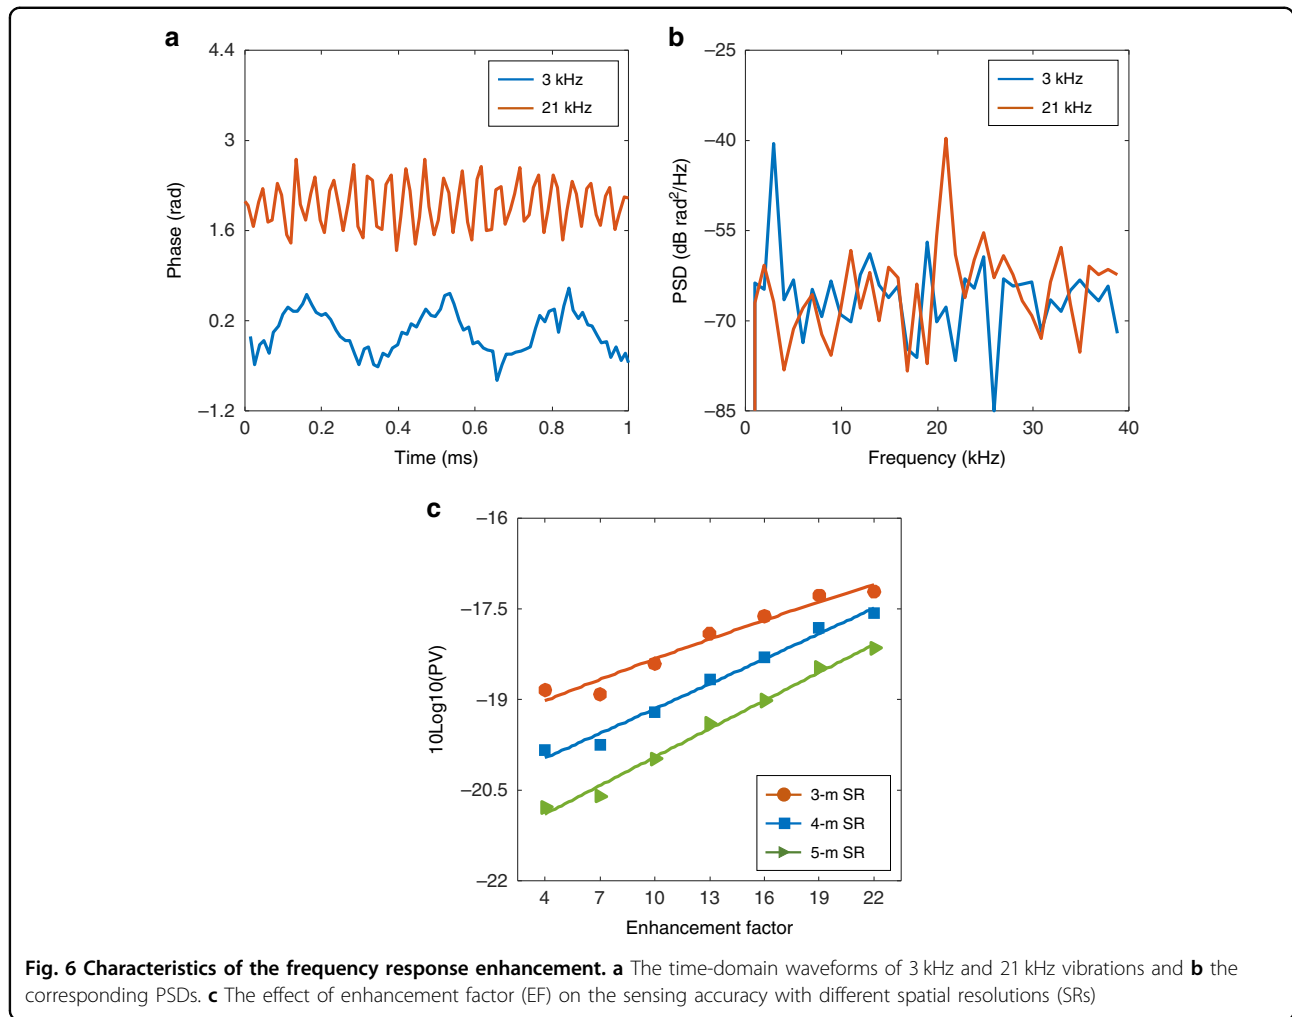 a
4.4
3
1.6
0.2
−1.2
Phase (rad)
3 kHz
21 kHz
0 0.2 0.4 0.6 0.8 1
Time (ms)
b
−25
−40
−55
−70
−85
PSD (dB rad²/Hz)
3 kHz
21 kHz
0 10 20 30 40
Frequency (kHz)
c
−16
−17.5
−19
−20.5
−22
10Log10(PV)
3-m SR
4-m SR
5-m SR
4 7 10 13 16 19 22
Enhancement factor
Fig. 6 Characteristics of the frequency response enhancement. a The time-domain waveforms of 3 kHz and 21 kHz vibrations and b the
corresponding PSDs. c The effect of enhancement factor (EF) on the sensing accuracy with different spatial resolutions (SRs)